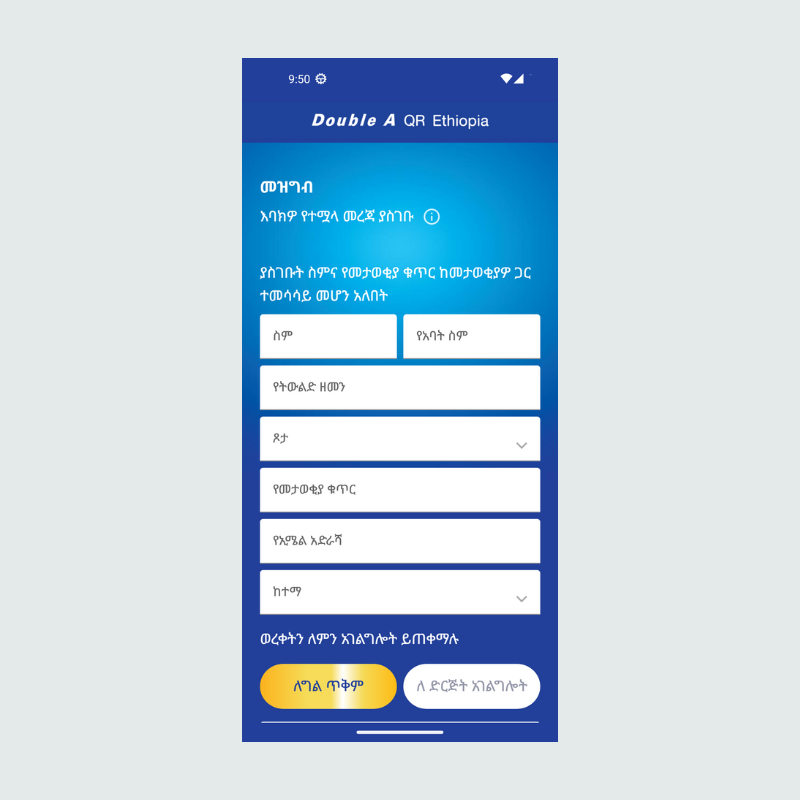 9:50
Double A QR Ethiopia
መዝግብ
እባክዎ የተሟላ መረጃ ያስገቡ
ያስገቡት ስምና የመታወቂያ ቁጥር ከመታወቂያዎ ጋር
ተመሳሳይ መሆን አለበት
ስም
የአባት ስም
የትውልድ ዘመን
ጾታ
የመታወቂያ ቁጥር
የኢሜል አድራሻ
ከተማ
ወረቀትን ለምን አገልግሎት ይጠቀማሉ
ለግል ጥቅም
ለ ድርጅት አገልግሎት